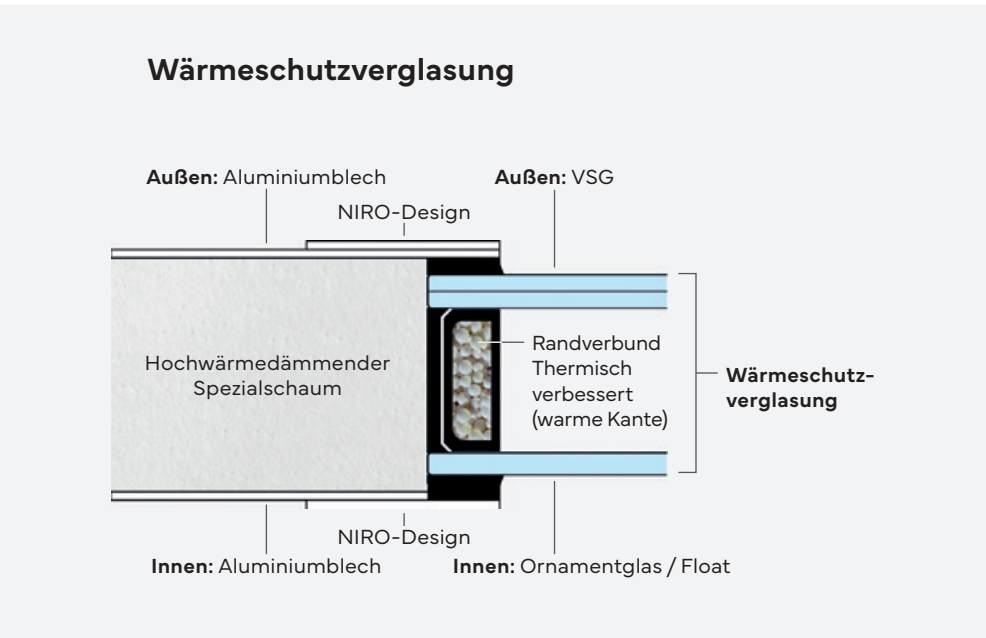 Wärmeschutzverglasung
Außen: Aluminiumblech
Außen: VSG
NIRO-Design
Hochwärmedämmender
Spezialschaum
Randverbund
Thermisch
verbessert
(warme Kante)
Wärmeschutz-
verglasung
NIRO-Design
Innen: Aluminiumblech
Innen: Ornamentglas / Float